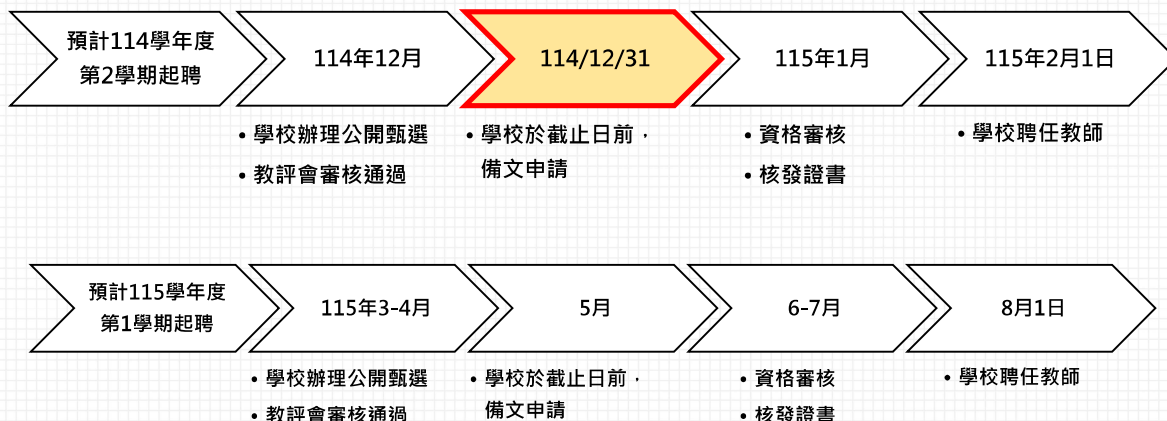 預計114學年度
第2學期起聘
114年12月
114/12/31
115年1月
115年2月1日
• 學校辦理公開甄選
• 教評會審核通過
• 學校於截止日前，
備文申請
• 資格審核
• 核發證書
• 學校聘任教師
預計115學年度
第1學期起聘
115年3-4月
5月
6-7月
8月1日
• 學校辦理公開甄選
• 教評會審核通過
• 學校於截止日前，
備文申請
• 資格審核
• 核發證書
• 學校聘任教師